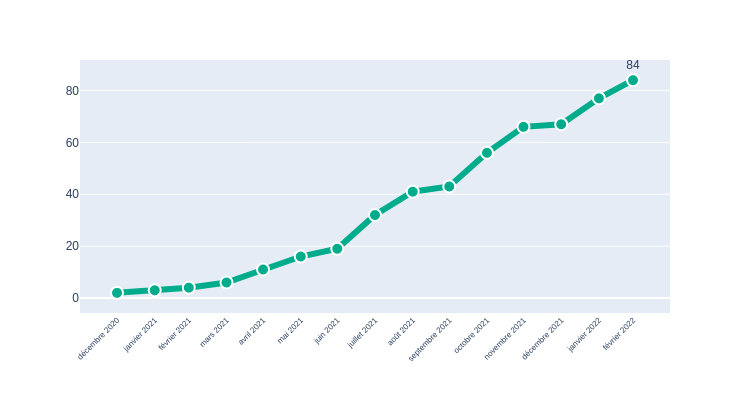 84
80
60
40
20
0
décembre 2020
janvier 2021
février 2021
mars 2021
avril 2021
mai 2021
juin 2021
juillet 2021
août 2021
septembre 2021
octobre 2021
novembre 2021
décembre 2021
janvier 2022
février 2022